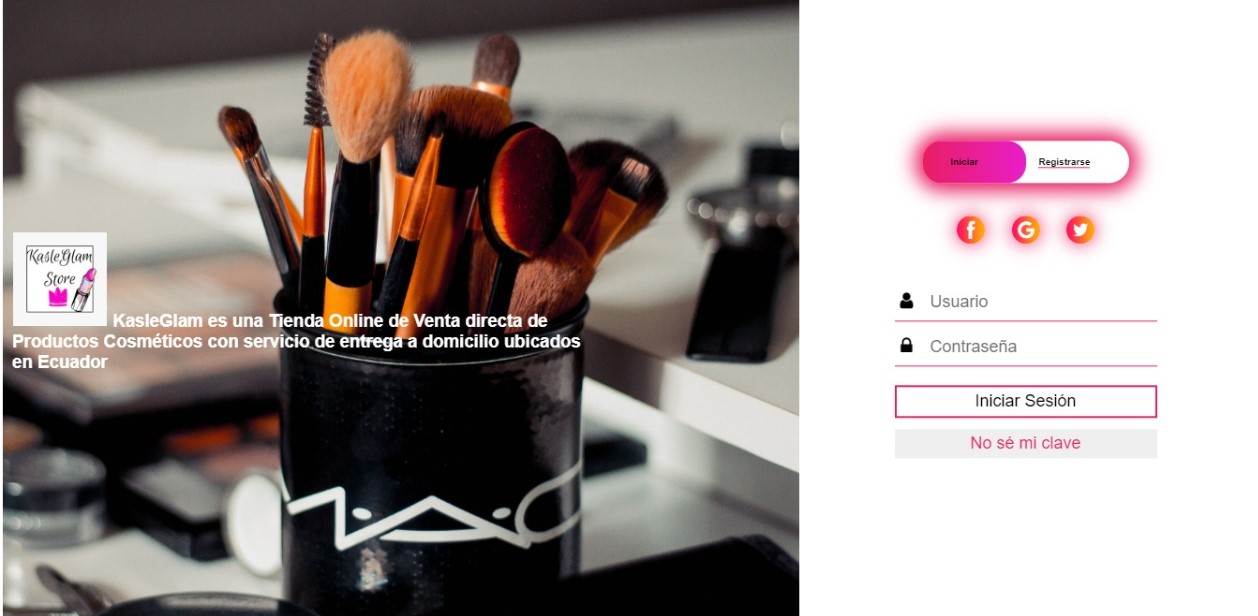 KasleGlam
Store
KasleGlam es una Tienda Online de Venta directa de
Productos Cosméticos con servicio de entrega a domicilio ubicados
en Ecuador
MAC
Iniciar
Registrarse
Usuario
Contraseña
Iniciar Sesión
No sé mi clave